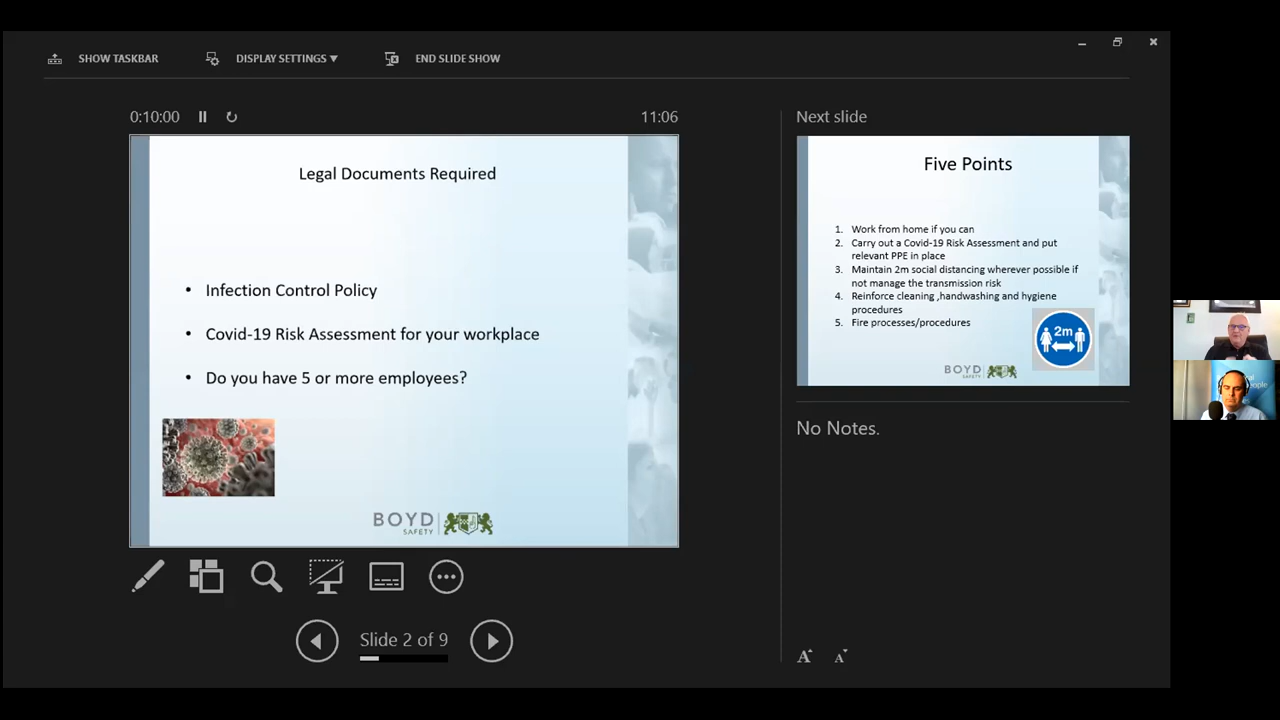 SHOW TASKBAR
DISPLAY SETTINGS ▼
END SLIDE SHOW
0:10:00
11:06
Legal Documents Required
• Infection Control Policy
• Covid-19 Risk Assessment for your workplace
• Do you have 5 or more employees?
BOYD
SAFETY
Slide 2 of 9
Next slide
Five Points
1. Work from home if you can
2. Carry out a Covid-19 Risk Assessment and put
relevant PPE in place
3. Maintain 2m social distancing wherever possible if
not manage the transmission risk
4. Reinforce cleaning ,handwashing and hygiene
procedures
5. Fire processes/procedures
2m
BOYD
SAFETY
No Notes.
A A